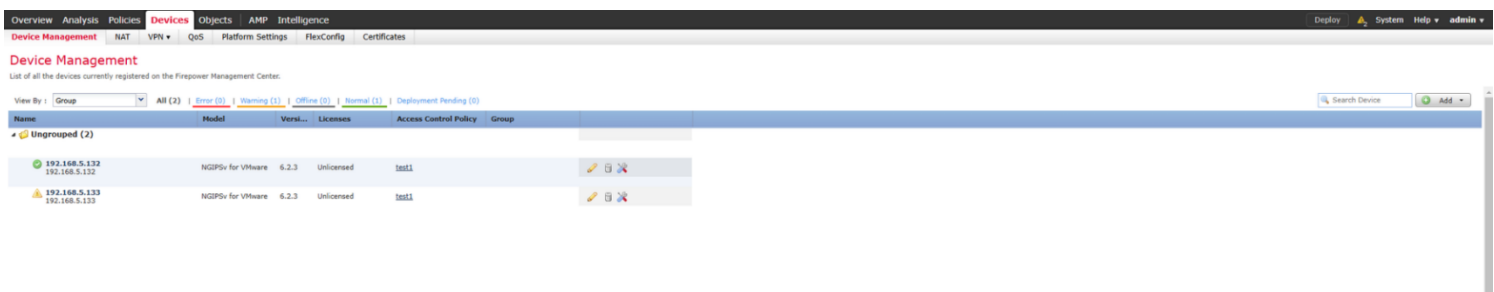 Overview Analysis Policies Devices Objects AMP Intelligence Deploy System Help admin
Device Management NAT VPN QoS Platform Settings FlexConfig Certificates
Device Management
List of all the devices currently registered on the Firepower Management Center.
View By : Group All (2) | Error (0) | Warning (1) | Offline (0) | Normal (1) | Deployment Pending (0) Search Device Add
Name Model Versi... Licenses Access Control Policy Group
Ungrouped (2)
192.168.5.132
192.168.5.132 NGIPSv for VMware 6.2.3 Unlicensed test1
192.168.5.133
192.168.5.133 NGIPSv for VMware 6.2.3 Unlicensed test1